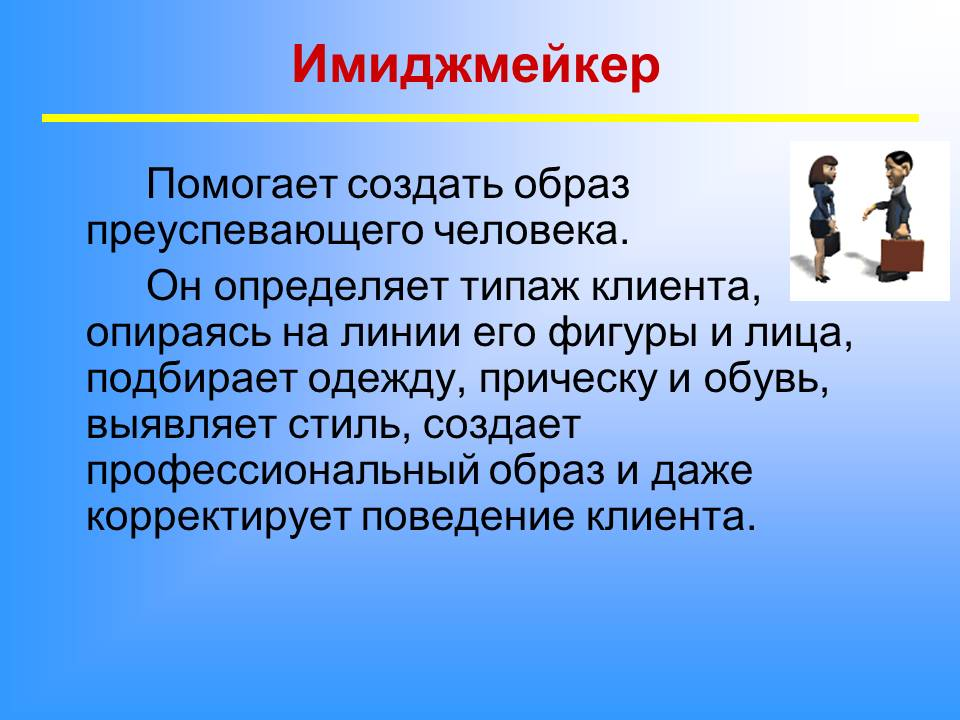 Имиджмейкер
Помогает создать образ
преуспевающего человека.
Он определяет типаж клиента,
опираясь на линии его фигуры и лица,
подбирает одежду, прическу и обувь,
выявляет стиль, создает
профессиональный образ и даже
корректирует поведение клиента.